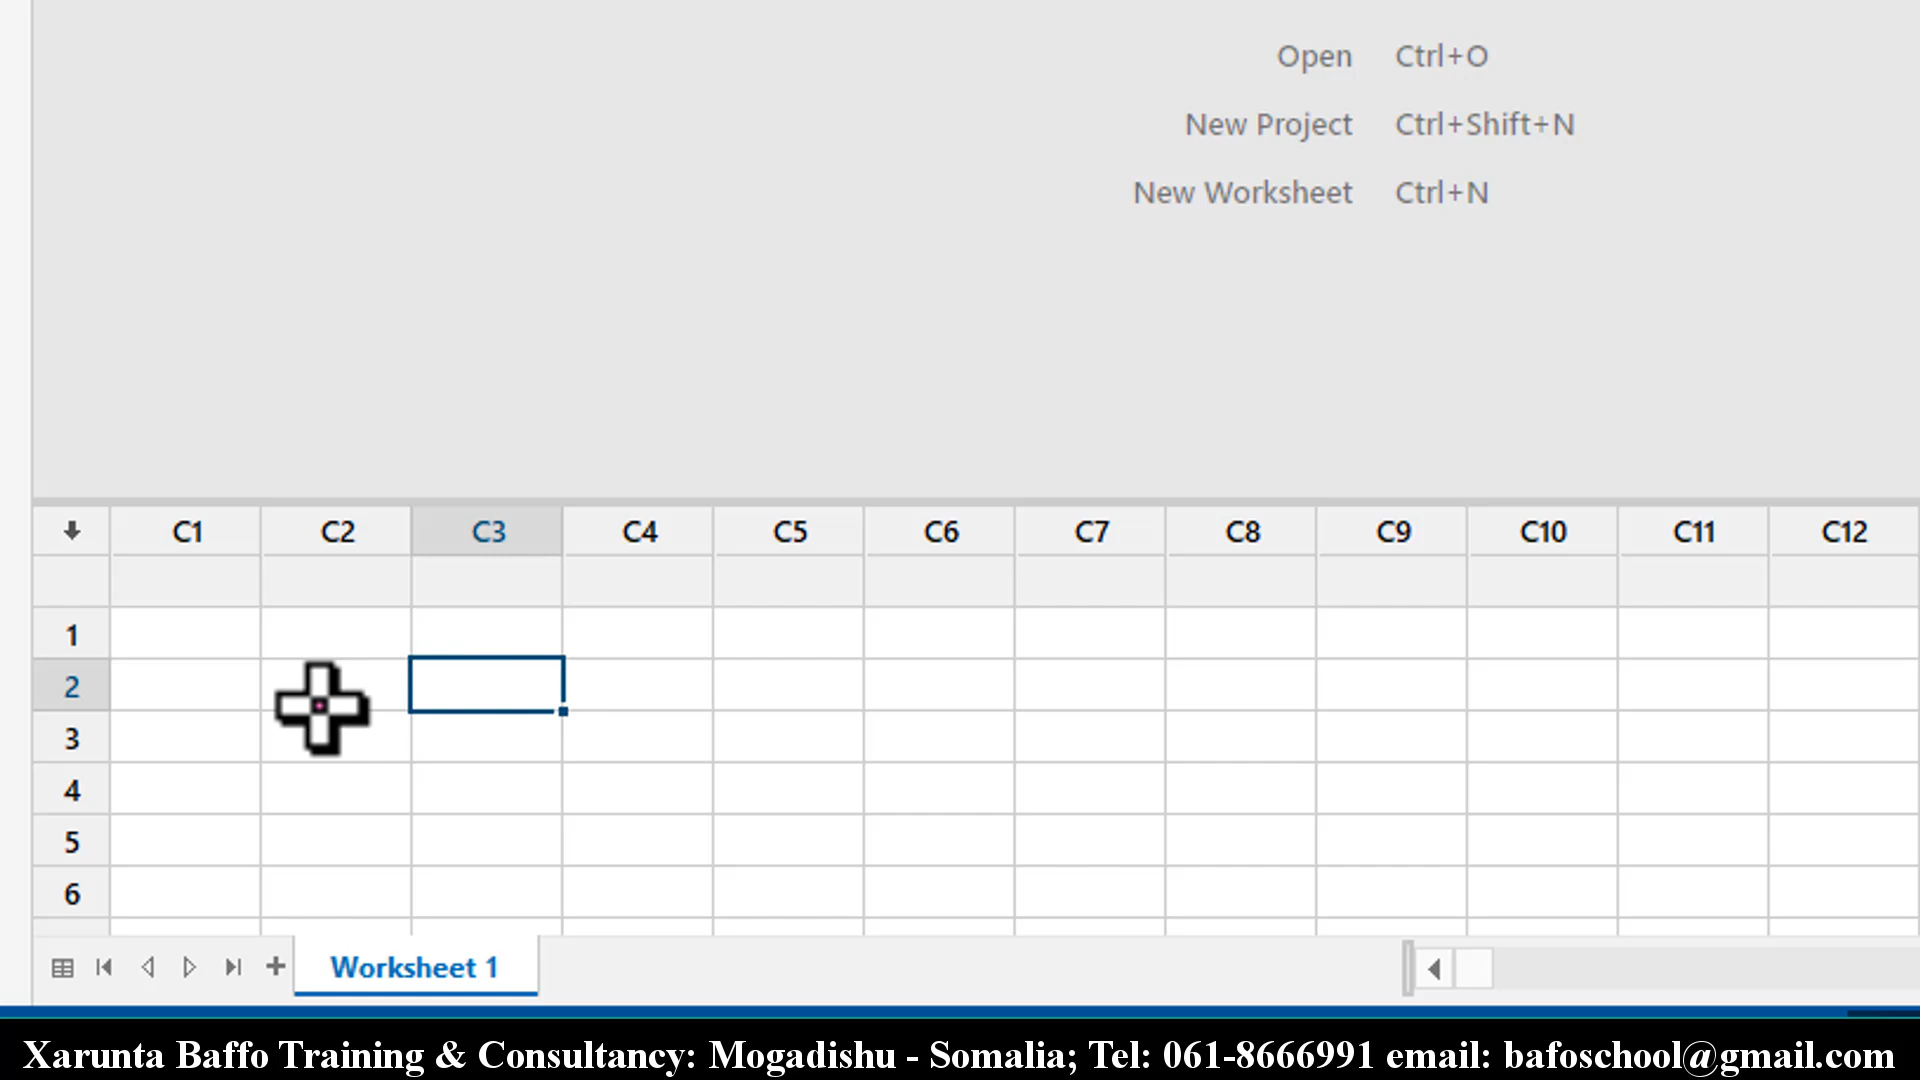 Open Ctrl+O
New Project Ctrl+Shift+N
New Worksheet Ctrl+N
C1 C2 C3 C4 C5 C6 C7 C8 C9 C10 C11 C12
1
2
3
4
5
6
Worksheet 1
Xarunta Baffo Training & Consultancy: Mogadishu - Somalia; Tel: 061-8666991 email: bafoschool@gmail.com